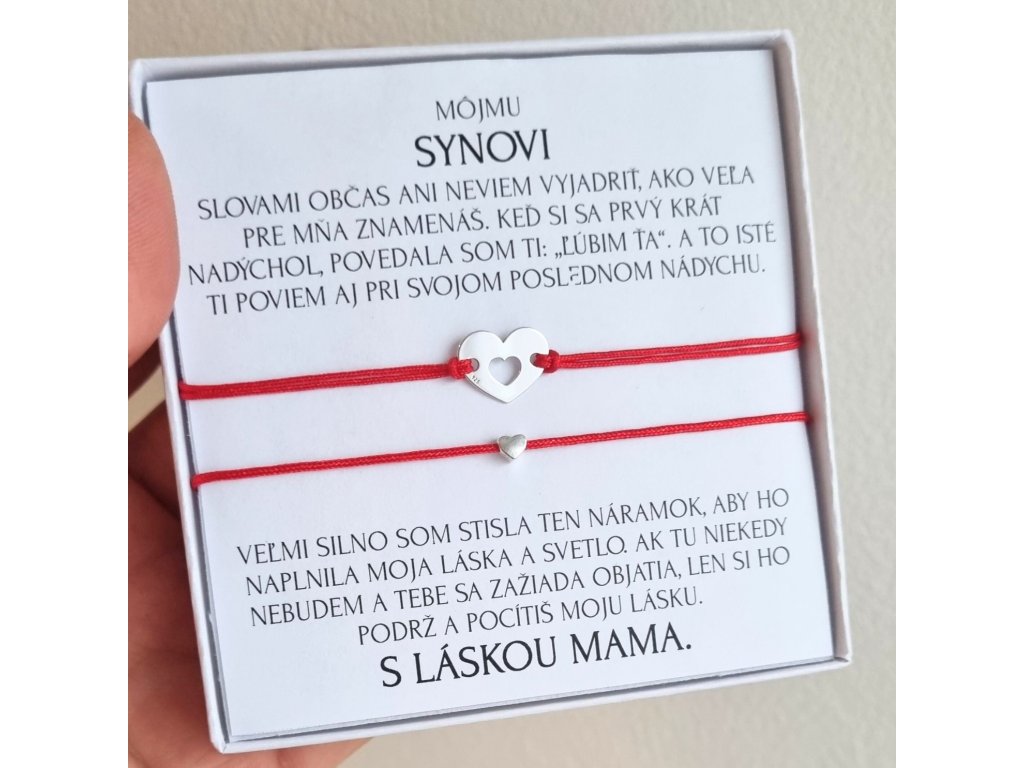 MÔJMU
SYNOVI
SLOVAMI OBČAS ANI NEVIEM VYJADRIŤ, AKO VEĽA
PRE MŇA ZNAMENÁŠ. KEĎ SI SA PRVÝ KRÁT
NADÝCHOL, POVEDALA SOM TI: „ĽÚBIM ŤA“. A TO ISTÉ
TI POVIEM AJ PRI SVOJOM POSLEDNOM NÁDYCHU.
VEĽMI SILNO SOM STISLA TEN NÁRAMOK, ABY HO
NAPLNILA MOJA LÁSKA A SVETLO. AK TU NIEKEDY
NEBUDEM A TEBE SA ZAŽIADA OBJATIA, LEN SI HO
PODRŽ A POCÍTIŠ MOJU LÁSKU.
S LÁSKOU MAMA.